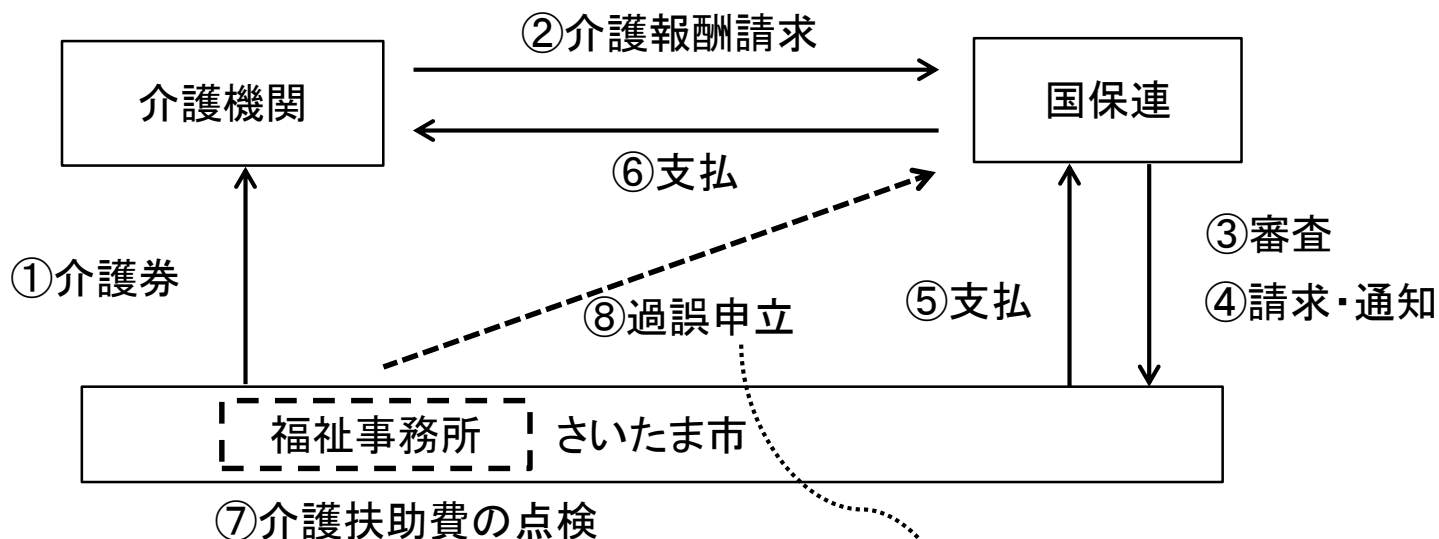 ②介護報酬請求
介護機関
国保連
⑥支払
①介護券
③審査
⑤支払
④請求・通知
⑧過誤申立
福祉事務所
さいたま市
⑦介護扶助費の点検